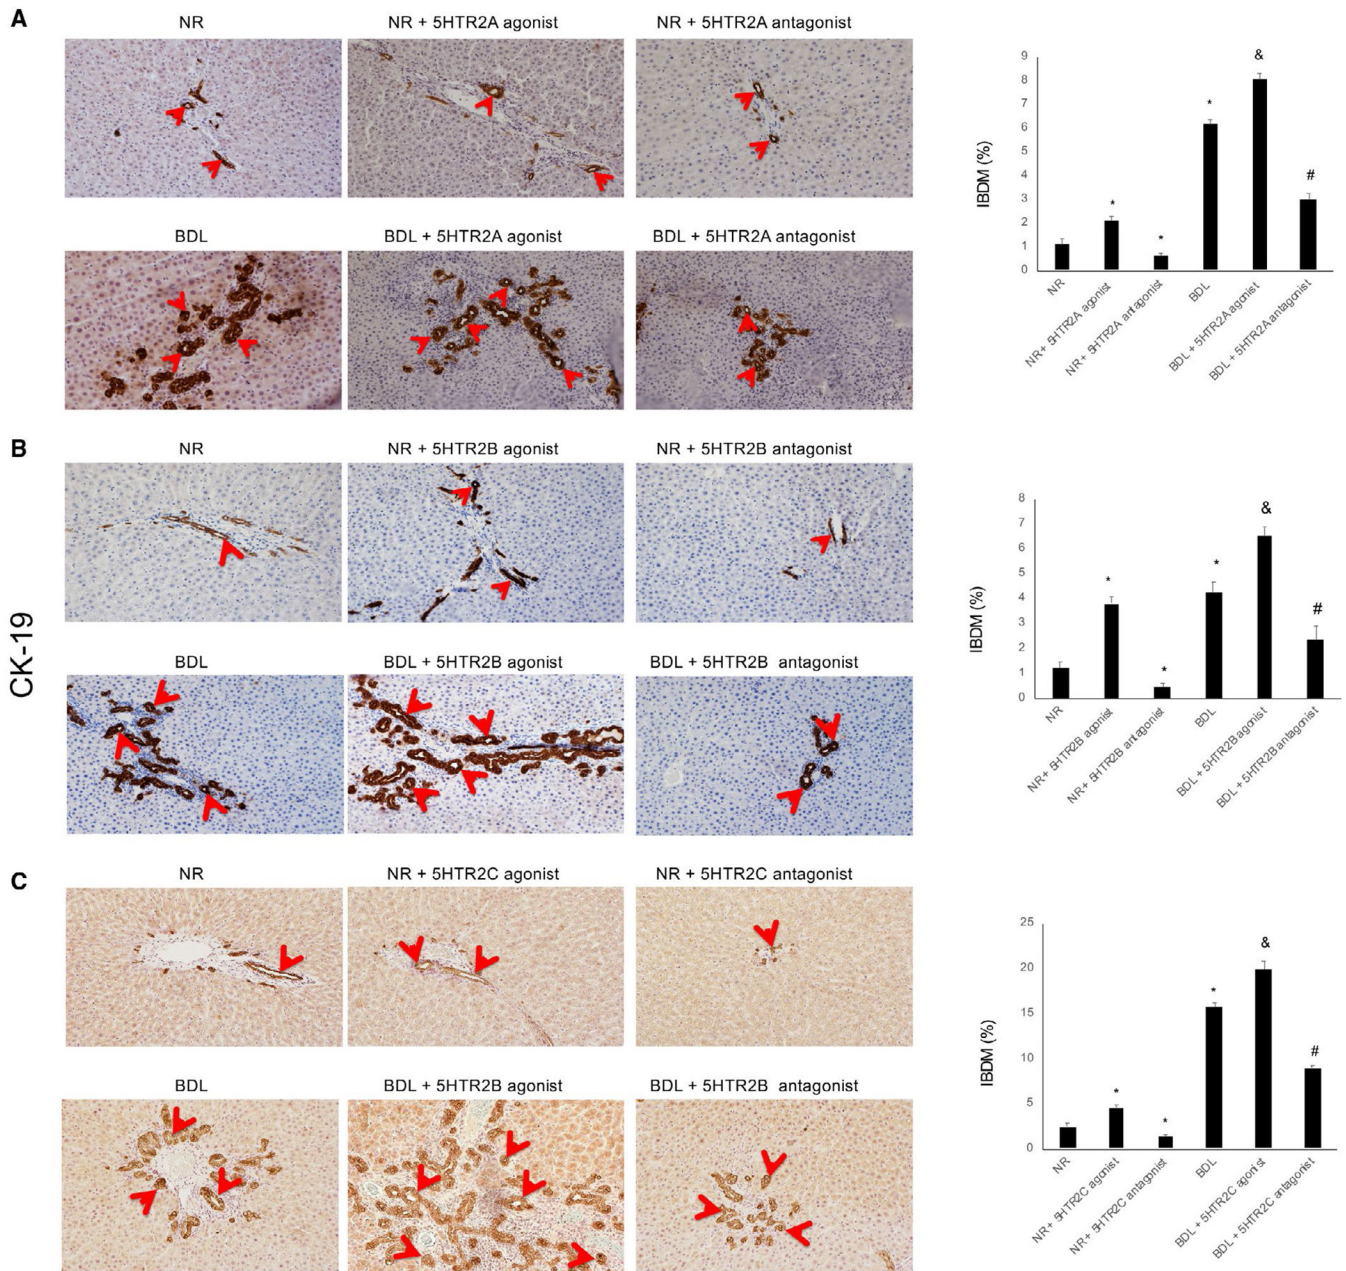 A
NR
NR + 5HTR2A agonist
NR + 5HTR2A antagonist
BDL
BDL + 5HTR2A agonist
BDL + 5HTR2A antagonist
IBDM (%)
9
8
7
6
5
4
3
2
1
0
*
*
*
&
#
NR
NR + 5HTR2A agonist
NR + 5HTR2A antagonist
BDL
BDL + 5HTR2A agonist
BDL + 5HTR2A antagonist
CK-19
B
NR
NR + 5HTR2B agonist
NR + 5HTR2B antagonist
BDL
BDL + 5HTR2B agonist
BDL + 5HTR2B antagonist
IBDM (%)
8
7
6
5
4
3
2
1
0
*
*
*
&
#
NR
NR + 5HTR2B agonist
NR + 5HTR2B antagonist
BDL
BDL + 5HTR2B agonist
BDL + 5HTR2B antagonist
C
NR
NR + 5HTR2C agonist
NR + 5HTR2C antagonist
BDL
BDL + 5HTR2B agonist
BDL + 5HTR2B antagonist
IBDM (%)
25
20
15
10
5
0
*
*
*
&
#
NR
NR + 5HTR2C agonist
NR + 5HTR2C antagonist
BDL
BDL + 5HTR2C agonist
BDL + 5HTR2C antagonist